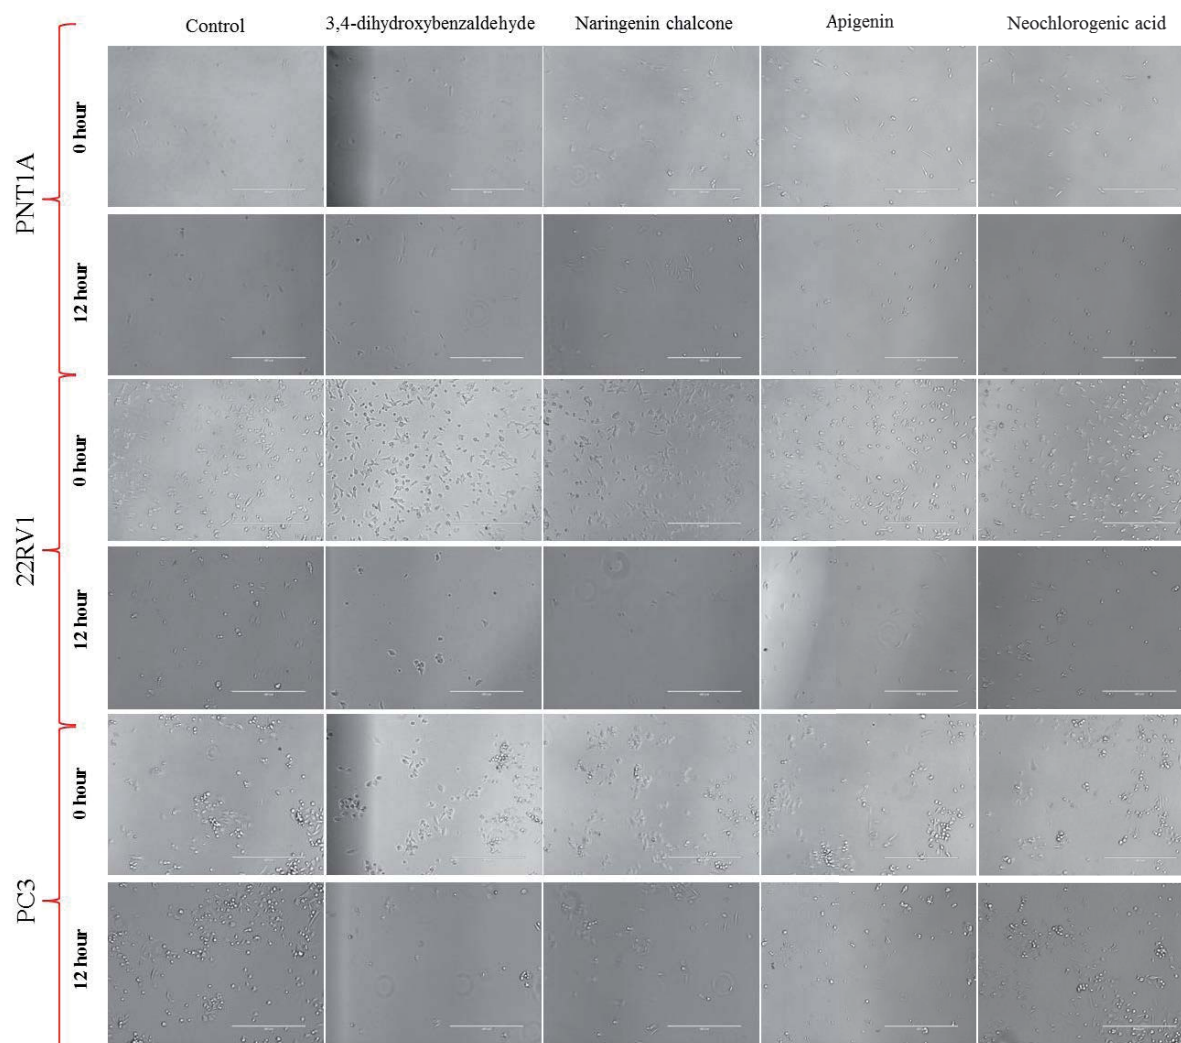 Control 3,4-dihydroxybenzaldehyde Naringenin chalcone Apigenin Neochlorogenic acid
PNT1A
0 hour
12 hour
22RV1
0 hour
12 hour
PC3
0 hour
12 hour